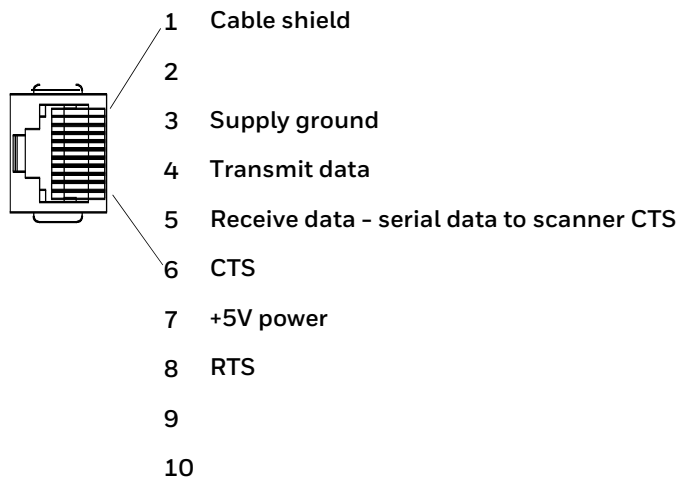 1 Cable shield
2
3 Supply ground
4 Transmit data
5 Receive data - serial data to scanner CTS
6 CTS
7 +5V power
8 RTS
9
10